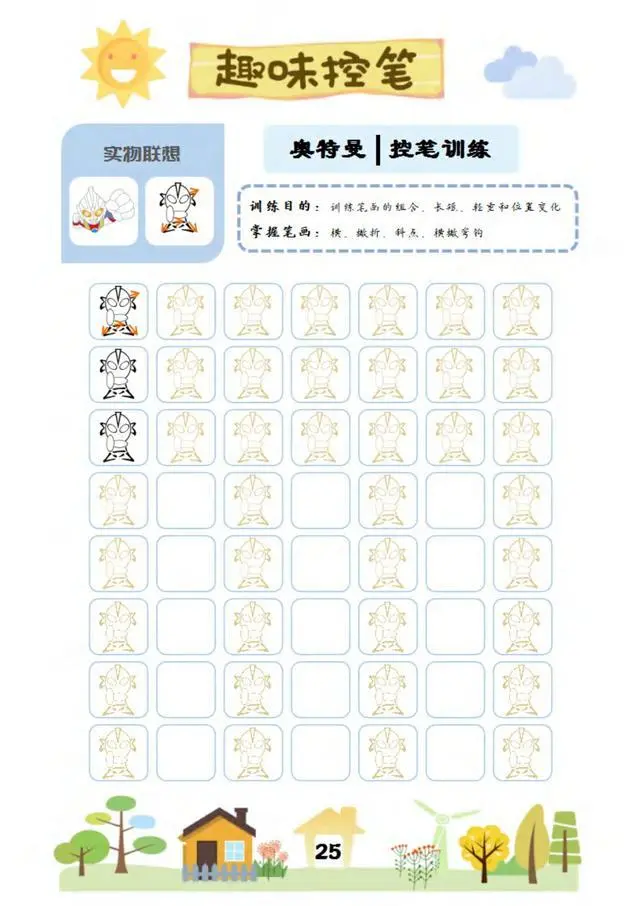 趣味控笔
实物联想
奥特曼|控笔训练
训练目的：训练笔画的组合、长短、轻重和位置变化
掌握笔画：横、撇折、斜点、横撇弯钩
25